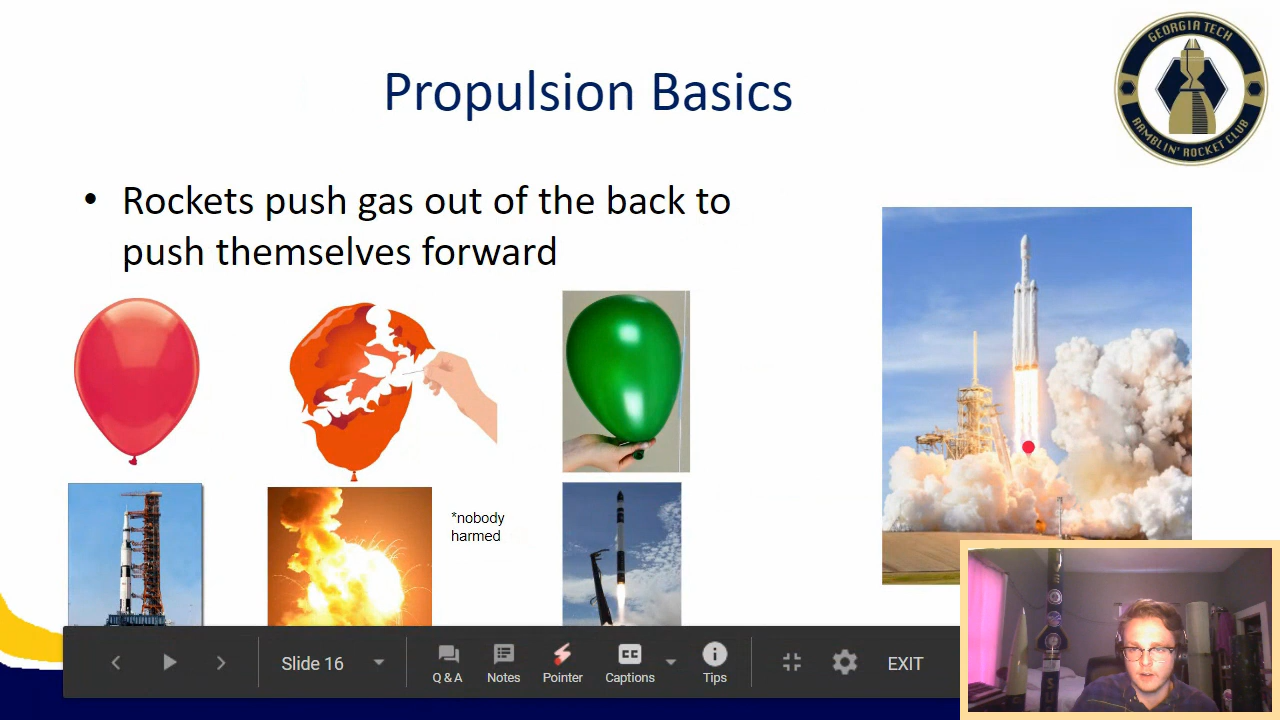 GEORGIA TECH
RAMBLIN' ROCKET CLUB
Propulsion Basics
• Rockets push gas out of the back to
push themselves forward
*nobody
harmed
Slide 16
Q & A
Notes
Pointer
CC
Captions
Tips
EXIT